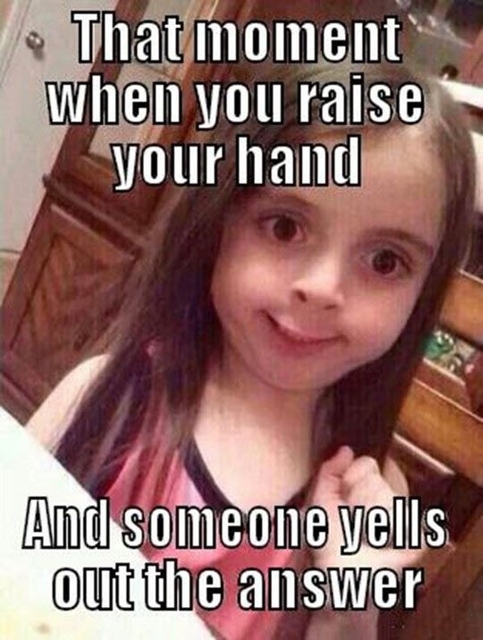 That moment
when you raise
your hand
And someone yells
out the answer